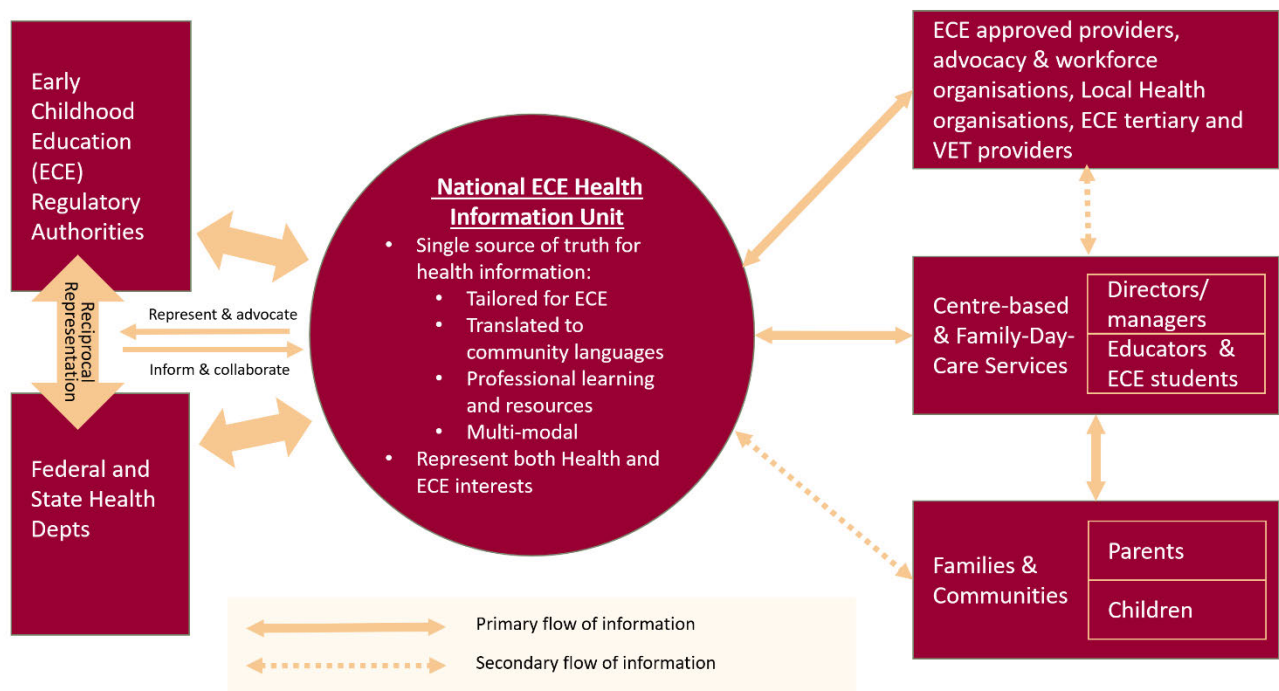 Early
Childhood
Education
(ECE)
Regulatory
Authorities
Reciprocal
Representation
Federal and
State Health
Depts
Represent & advocate
Inform & collaborate
National ECE Health
Information Unit
• Single source of truth for
health information:
• Tailored for ECE
• Translated to
community languages
• Professional learning
and resources
• Multi-modal
• Represent both Health and
ECE interests
ECE approved providers,
advocacy & workforce
organisations, Local Health
organisations, ECE tertiary and
VET providers
Centre-based
& Family-Day-
Care Services
Directors/
managers
Educators & 
ECE students
Families &
Communities
Parents
Children
Primary flow of information
Secondary flow of information